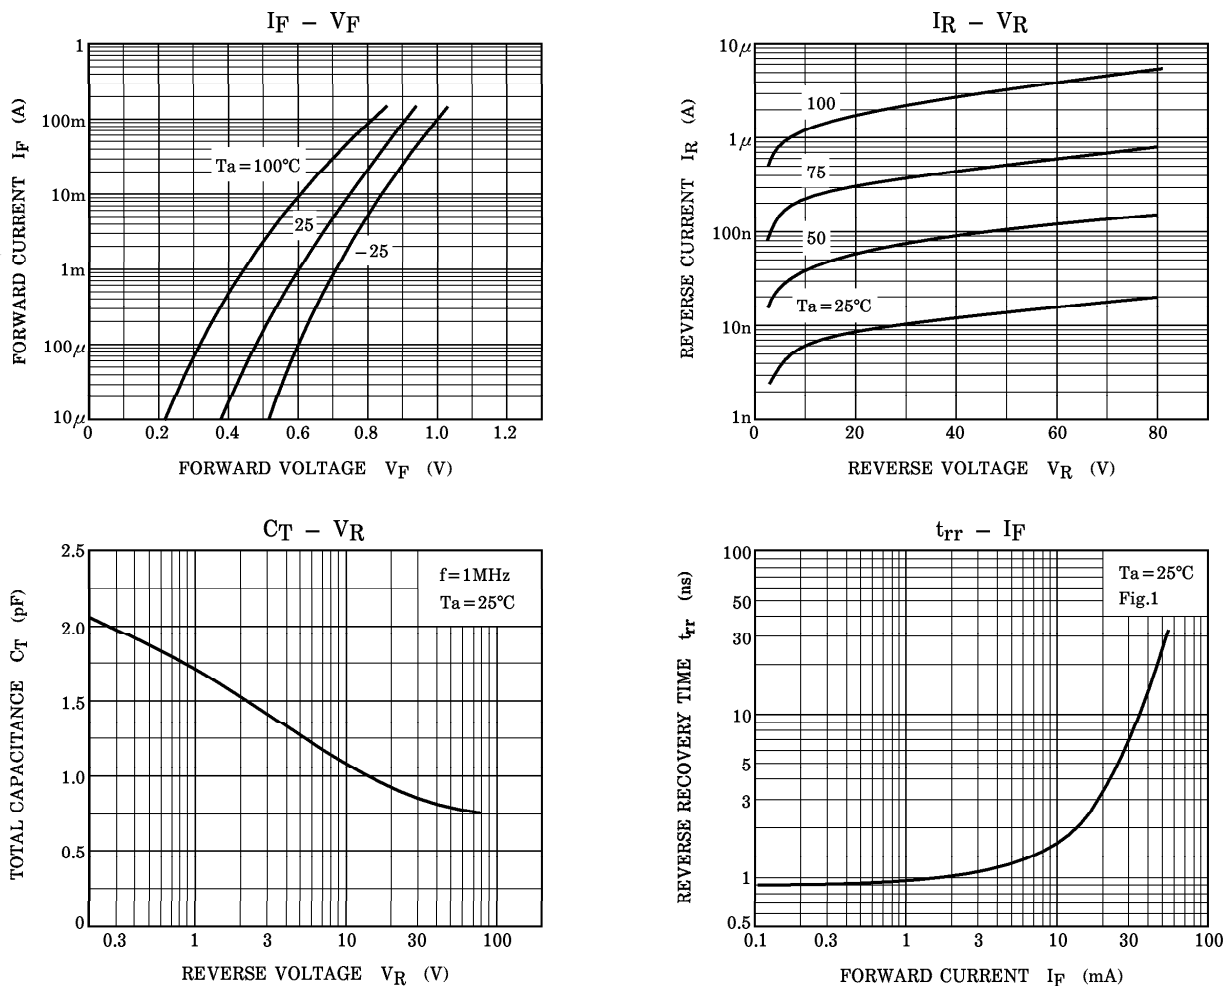 IF – VF
1
100m
10m
1m
100μ
10μ
FORWARD CURRENT IF (A)
Ta=100℃
25
–25
0 0.2 0.4 0.6 0.8 1.0 1.2
FORWARD VOLTAGE VF (V)
IR – VR
10μ
1μ
100n
10n
1n
REVERSE CURRENT IR (A)
100
75
50
Ta=25℃
0 20 40 60 80
REVERSE VOLTAGE VR (V)
CT – VR
2.5
2.0
1.5
1.0
0.5
0
TOTAL CAPACITANCE CT (pF)
f=1MHz
Ta=25℃
0.3 1 3 10 30 100
REVERSE VOLTAGE VR (V)
trr – IF
100
50
30
10
5
3
1
0.5
REVERSE RECOVERY TIME trr (ns)
Ta=25℃
Fig.1
0.1 0.3 1 3 10 30 100
FORWARD CURRENT IF (mA)